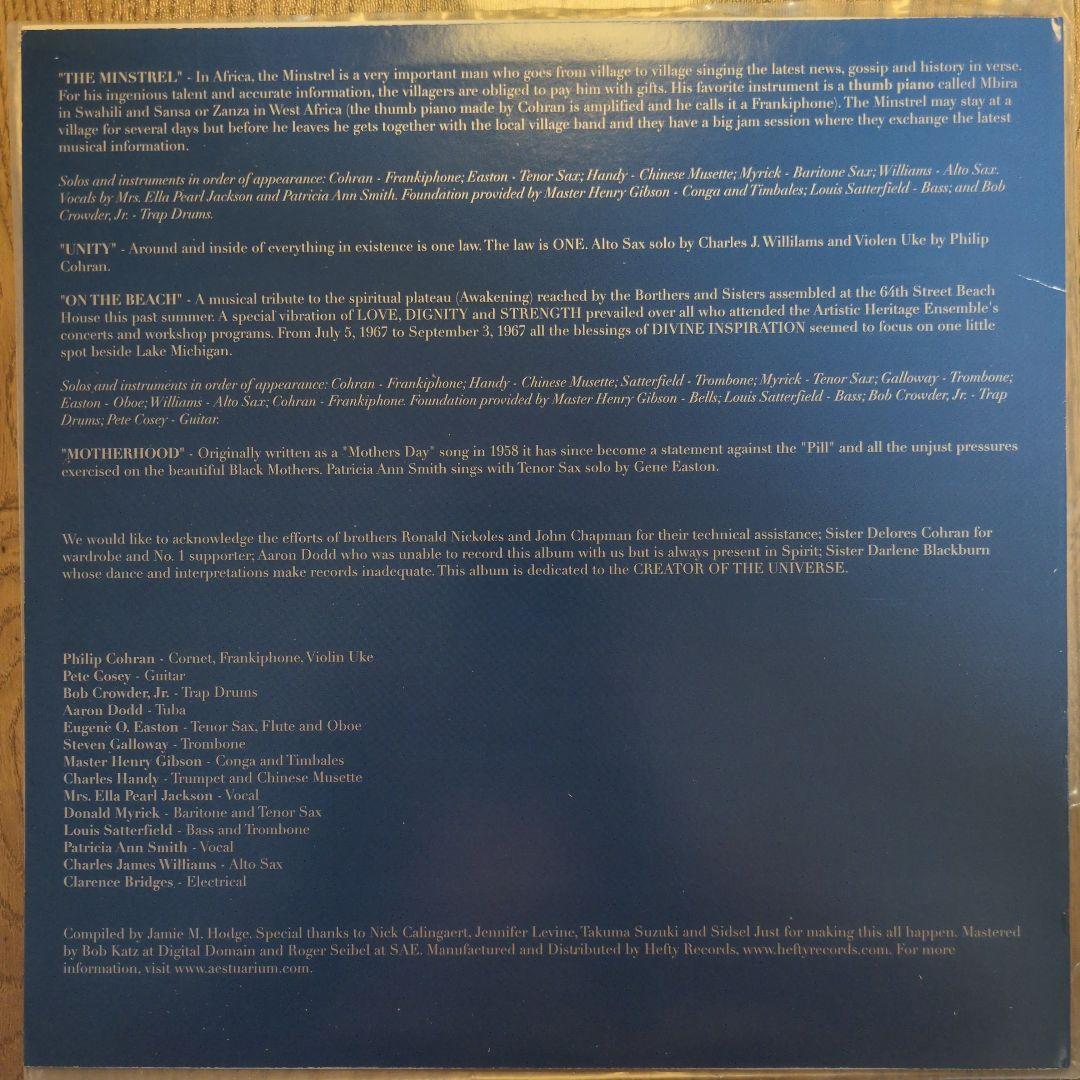 "THE MINSTREL" - In Africa, the Minstrel is a very important man who goes from village to village singing the latest news, gossip and history in verse.
For his ingenious talent and accurate information, the villagers are obliged to pay him with gifts. His favorite instrument is a thumb piano called Mbira
in Swahili and Sansa or Zanza in West Africa (the thumb piano made by Cohran is amplified and he calls it a Frankiphone). The Minstrel may stay at a
village for several days but before he leaves he gets together with the local village band and they have a big jam session where they exchange the latest
musical information.
Solos and instruments in order of appearance: Cohran - Frankiphone; Easton - Tenor Sax; Handy - Chinese Musette; Myrick - Baritone Sax; Williams - Alto Sax.
Vocals by Mrs. Ella Pearl Jackson and Patricia Ann Smith. Foundation provided by Master Henry Gibson - Conga and Timbales; Louis Satterfield - Bass; and Bob
Crowder, Jr. - Trap Drums.
"UNITY" - Around and inside of everything in existence is one law. The law is ONE. Alto Sax solo by Charles J. Willilams and Violen Uke by Philip
Cohran.
"ON THE BEACH" - A musical tribute to the spiritual plateau (Awakening) reached by the Borthers and Sisters assembled at the 64th Street Beach
House this past summer. A special vibration of LOVE, DIGNITY and STRENGTH prevailed over all who attended the Artistic Heritage Ensemble's
concerts and workshop programs. From July 5, 1967 to September 3, 1967 all the blessings of DIVINE INSPIRATION seemed to focus on one little
spot beside Lake Michigan.
Solos and instruments in order of appearance: Cohran - Frankiphone; Handy - Chinese Musette; Satterfield - Trombone; Myrick - Tenor Sax; Galloway - Trombone;
Easton - Oboe; Williams - Alto Sax; Cohran - Frankiphone. Foundation provided by Master Henry Gibson - Bells; Louis Satterfield - Bass; Bob Crowder, Jr. - Trap
Drums; Pete Cosey - Guitar.
"MOTHERHOOD" - Originally written as a "Mothers Day" song in 1958 it has since become a statement against the "Pill" and all the unjust pressures
exercised on the beautiful Black Mothers. Patricia Ann Smith sings with Tenor Sax solo by Gene Easton.
We would like to acknowledge the efforts of brothers Ronald Nickoles and John Chapman for their technical assistance; Sister Delores Cohran for
wardrobe and No. 1 supporter; Aaron Dodd who was unable to record this album with us but is always present in Spirit; Sister Darlene Blackburn
whose dance and interpretations make records inadequate. This album is dedicated to the CREATOR OF THE UNIVERSE.
Philip Cohran - Cornet, Frankiphone, Violin Uke
Pete Cosey - Guitar
Bob Crowder, Jr. - Trap Drums
Aaron Dodd - Tuba
Eugene O. Easton - Tenor Sax, Flute and Oboe
Steven Galloway - Trombone
Master Henry Gibson - Conga and Timbales
Charles Handy - Trumpet and Chinese Musette
Mrs. Ella Pearl Jackson - Vocal
Donald Myrick - Baritone and Tenor Sax
Louis Satterfield - Bass and Trombone
Patricia Ann Smith - Vocal
Charles James Williams - Alto Sax
Clarence Bridges - Electrical
Compiled by Jamie M. Hodge. Special thanks to Nick Calingaert, Jennifer Levine, Takuma Suzuki and Sidsel Just for making this all happen. Mastered
by Bob Katz at Digital Domain and Roger Seibel at SAE. Manufactured and Distributed by Hefty Records, www.heftyrecords.com. For more
information, visit www.aestuarium.com.